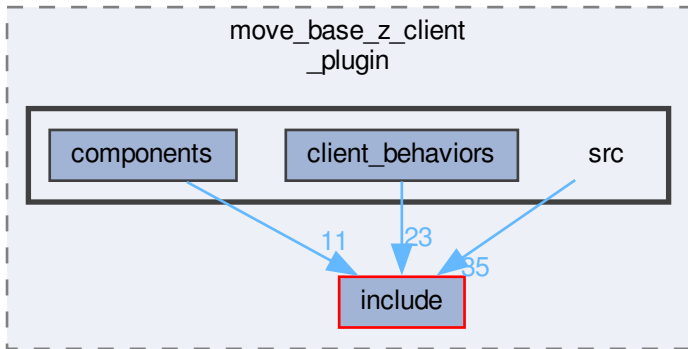 move_base_z_client
_plugin
components
client_behaviors
src
11
23
35
include